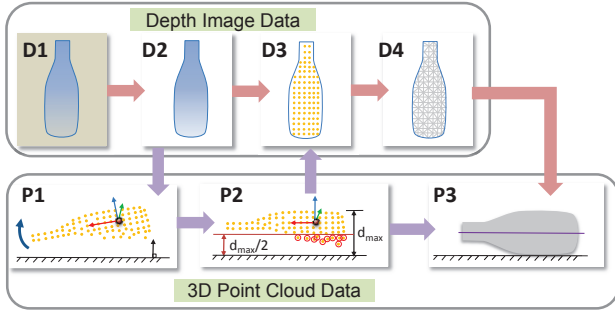 Depth Image Data
D1
D2
D3
D4
P1
P2
P3
d_max/2
d_max
3D Point Cloud Data